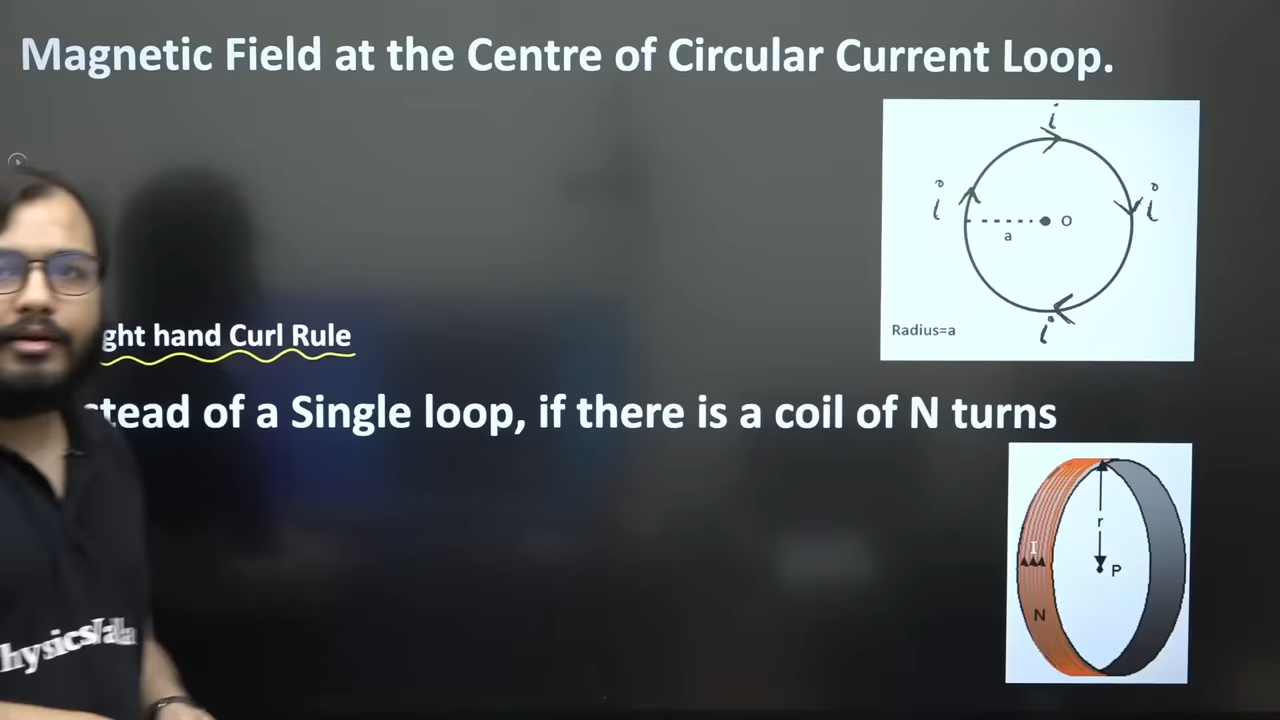 Magnetic Field at the Centre of Circular Current Loop.
i
i
i
a
O
i
Radius=a
ght hand Curl Rule
stead of a Single loop, if there is a coil of N turns
r
I
P
N
hysicsWalla